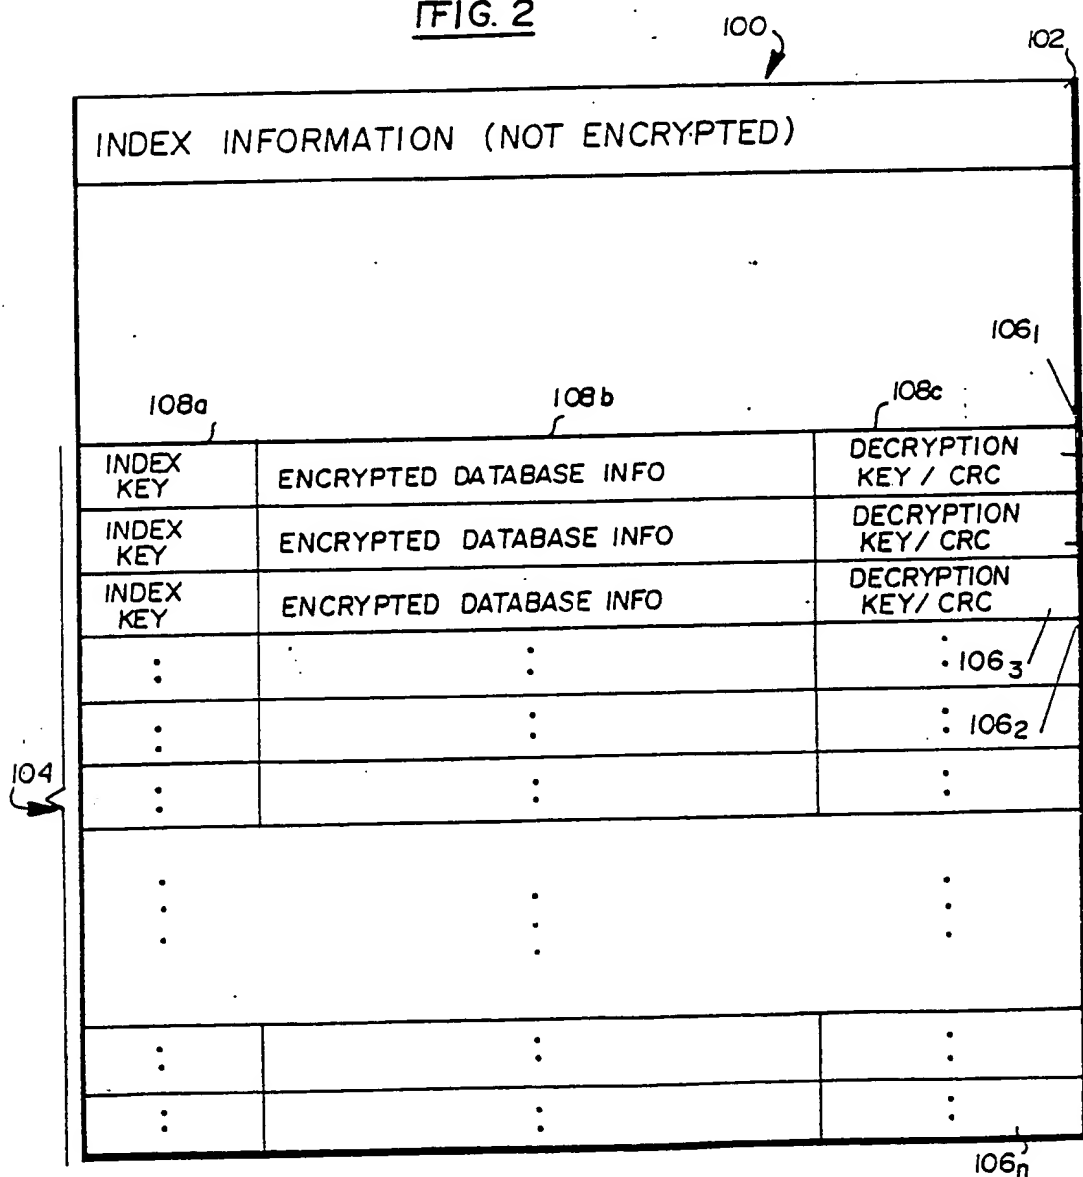 FIG. 2
100
102
INDEX INFORMATION (NOT ENCRYPTED)
106₁
108a 108b 108c
INDEX KEY ENCRYPTED DATABASE INFO DECRYPTION KEY / CRC
INDEX KEY ENCRYPTED DATABASE INFO DECRYPTION KEY / CRC
INDEX KEY ENCRYPTED DATABASE INFO DECRYPTION KEY / CRC
106₃
106₂
104
106ₙ